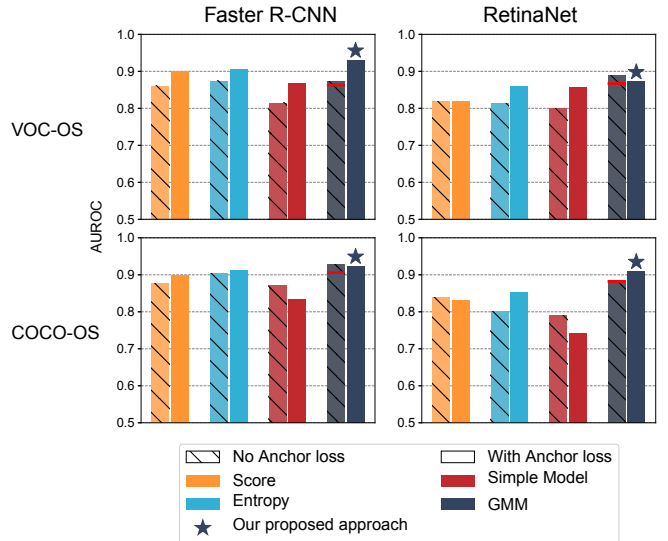 Faster R-CNN
RetinaNet
VOC-OS
COCO-OS
AUROC
1.0
0.9
0.8
0.7
0.6
0.5
1.0
0.9
0.8
0.7
0.6
0.5
1.0
0.9
0.8
0.7
0.6
0.5
1.0
0.9
0.8
0.7
0.6
0.5
No Anchor loss
With Anchor loss
Score
Simple Model
Entropy
GMM
Our proposed approach